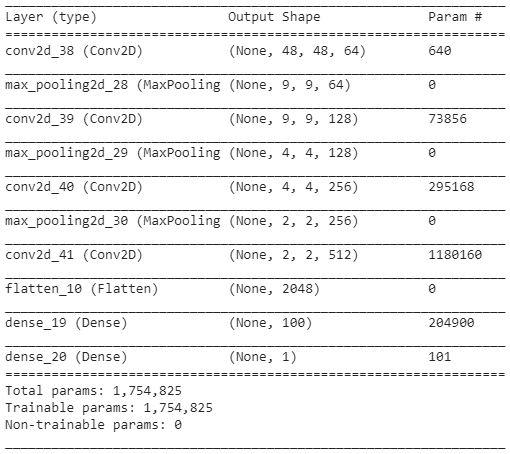 Layer (type) Output Shape Param #
conv2d_38 (Conv2D) (None, 48, 48, 64) 640
max_pooling2d_28 (MaxPooling (None, 9, 9, 64) 0
conv2d_39 (Conv2D) (None, 9, 9, 128) 73856
max_pooling2d_29 (MaxPooling (None, 4, 4, 128) 0
conv2d_40 (Conv2D) (None, 4, 4, 256) 295168
max_pooling2d_30 (MaxPooling (None, 2, 2, 256) 0
conv2d_41 (Conv2D) (None, 2, 2, 512) 1180160
flatten_10 (Flatten) (None, 2048) 0
dense_19 (Dense) (None, 100) 204900
dense_20 (Dense) (None, 1) 101
Total params: 1,754,825
Trainable params: 1,754,825
Non-trainable params: 0